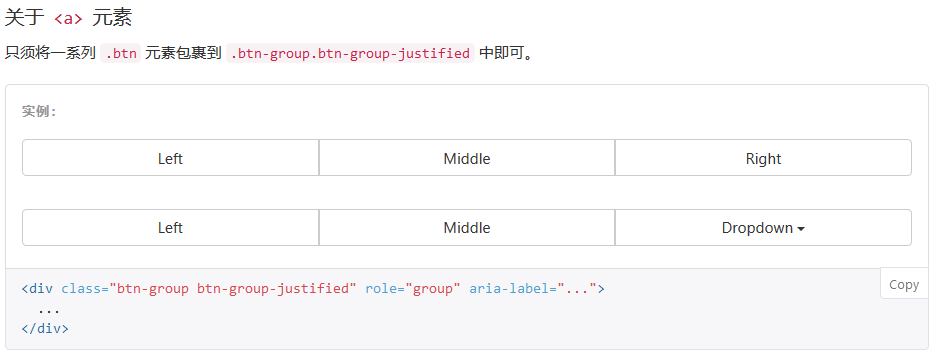 关于 <a> 元素
只须将一系列 .btn 元素包裹到 .btn-group.btn-group-justified 中即可。
实例：
Left Middle Right
Left Middle Dropdown
Copy
<div class="btn-group btn-group-justified" role="group" aria-label="...">
...
</div>